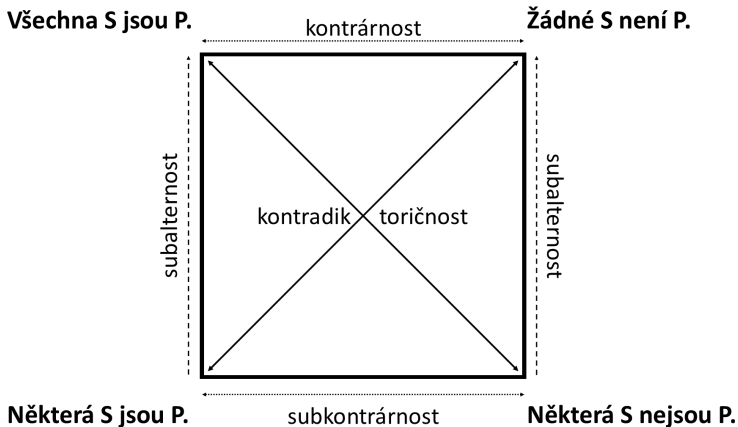 Všechna S jsou P.
kontrárnost
Žádné S není P.
subalternost
kontradik toričnost
subalternost
Některá S jsou P.
subkontrárnost
Některá S nejsou P.